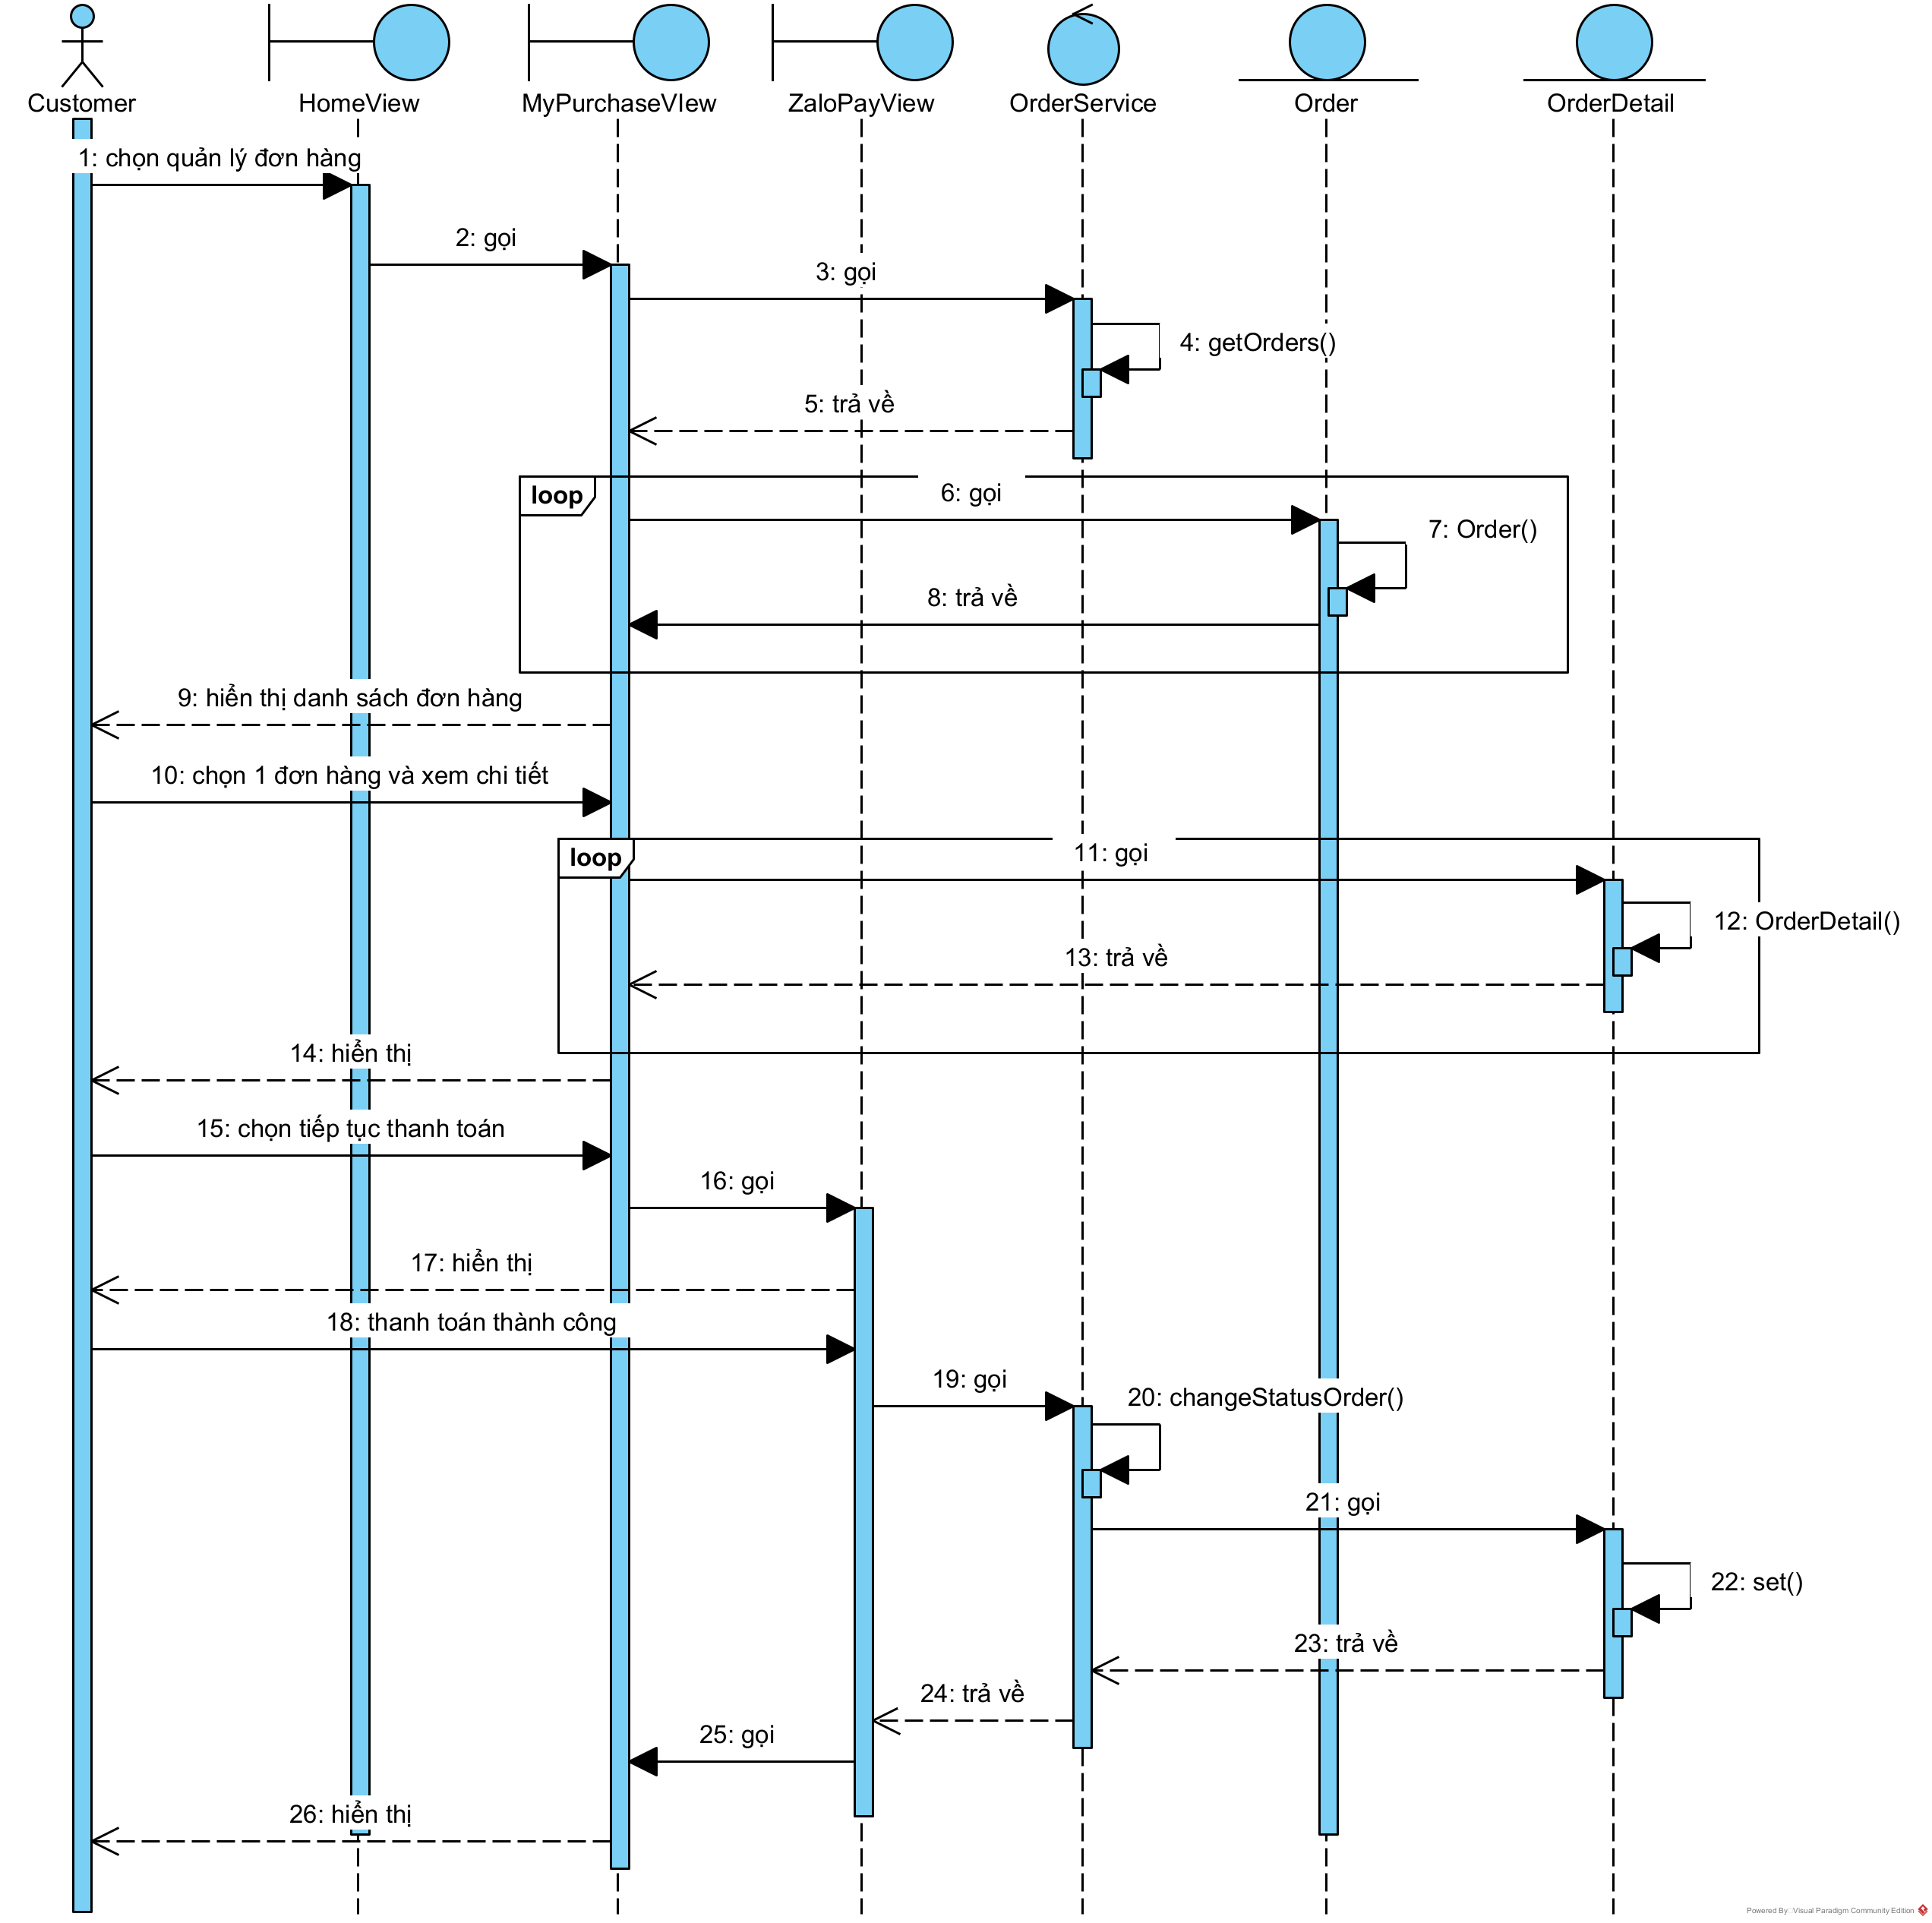 Customer
HomeView
MyPurchaseVIew
ZaloPayView
OrderService
Order
OrderDetail
1: chọn quản lý đơn hàng
2: gọi
3: gọi
4: getOrders()
5: trả về
loop
6: gọi
7: Order()
8: trả về
9: hiển thị danh sách đơn hàng
10: chọn 1 đơn hàng và xem chi tiết
loop
11: gọi
12: OrderDetail()
13: trả về
14: hiển thị
15: chọn tiếp tục thanh toán
16: gọi
17: hiển thị
18: thanh toán thành công
19: gọi
20: changeStatusOrder()
21: gọi
22: set()
23: trả về
24: trả về
25: gọi
26: hiển thị
Powered By: Visual Paradigm Community Edition